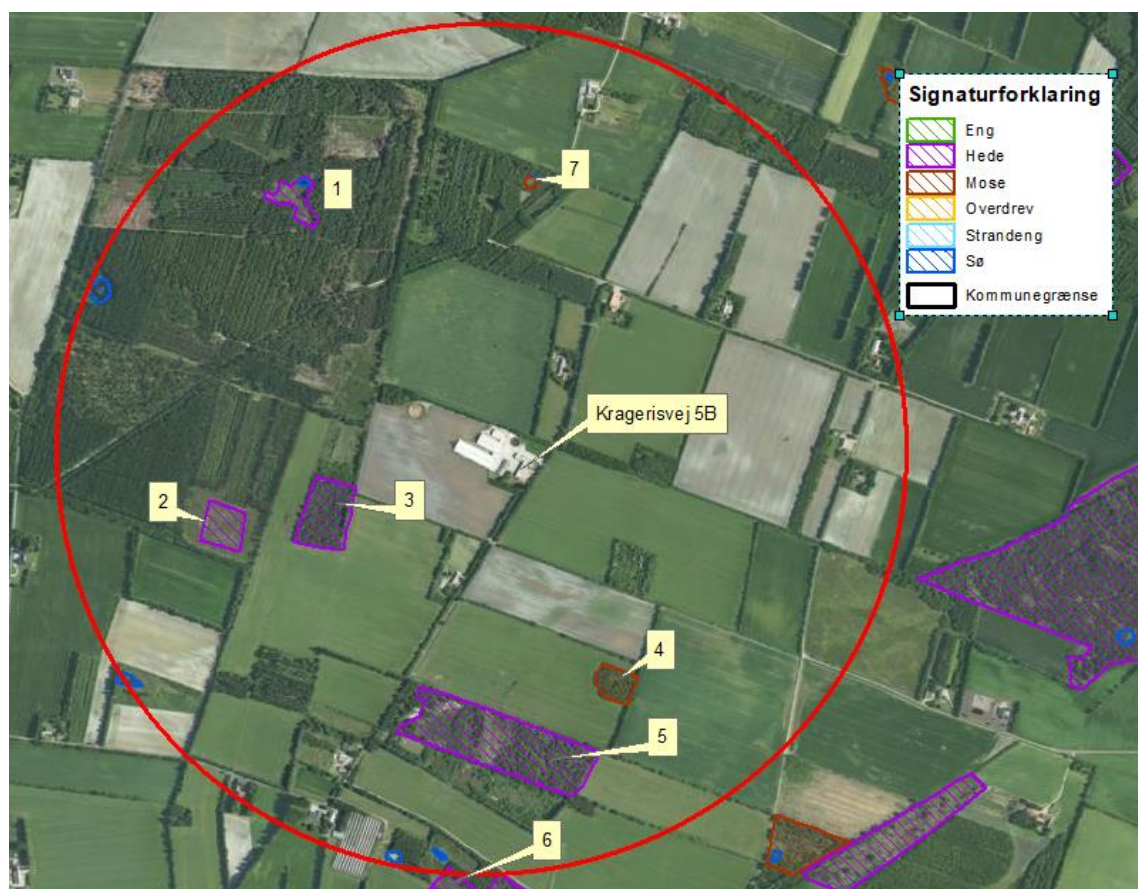 Signaturforklaring
Eng
Hede
Mose
Overdrev
Strandeng
Sø
Kommunegrænse
7
1
Kragerisvej 5B
2
3
4
5
6